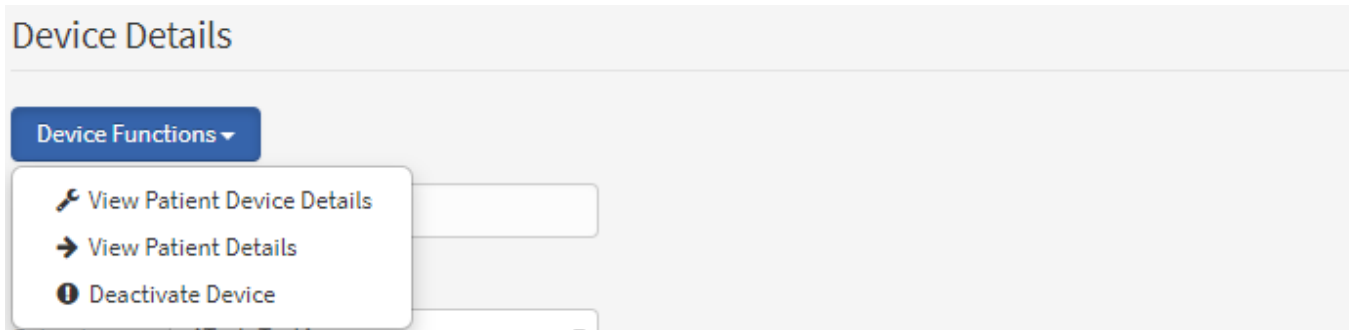 Device Details
Device Functions
View Patient Device Details
View Patient Details
Deactivate Device